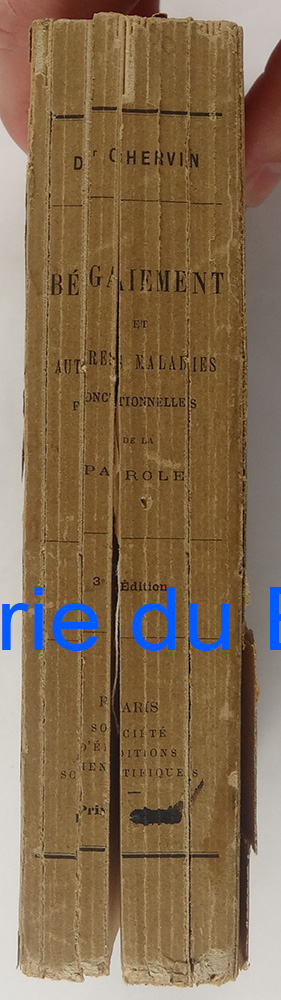 Dr CHERVIN
BÉGAIEMENT
ET
AUTRES MALADIES
FONCTIONNELLES
DE LA
PAROLE
3e Édition
rie du B
PARIS
SOCIÉTÉ
D'ÉDITIONS
SCIENTIFIQUES
Prix